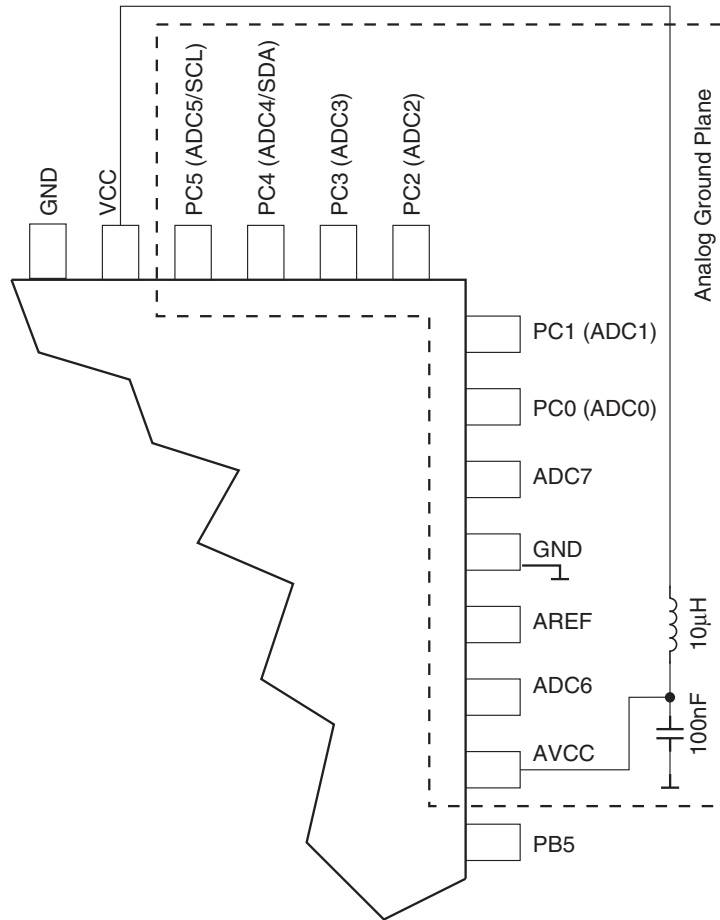 GND
VCC
PC5 (ADC5/SCL)
PC4 (ADC4/SDA)
PC3 (ADC3)
PC2 (ADC2)
Analog Ground Plane
PC1 (ADC1)
PC0 (ADC0)
ADC7
GND
AREF
ADC6
AVCC
PB5
10µH
100nF